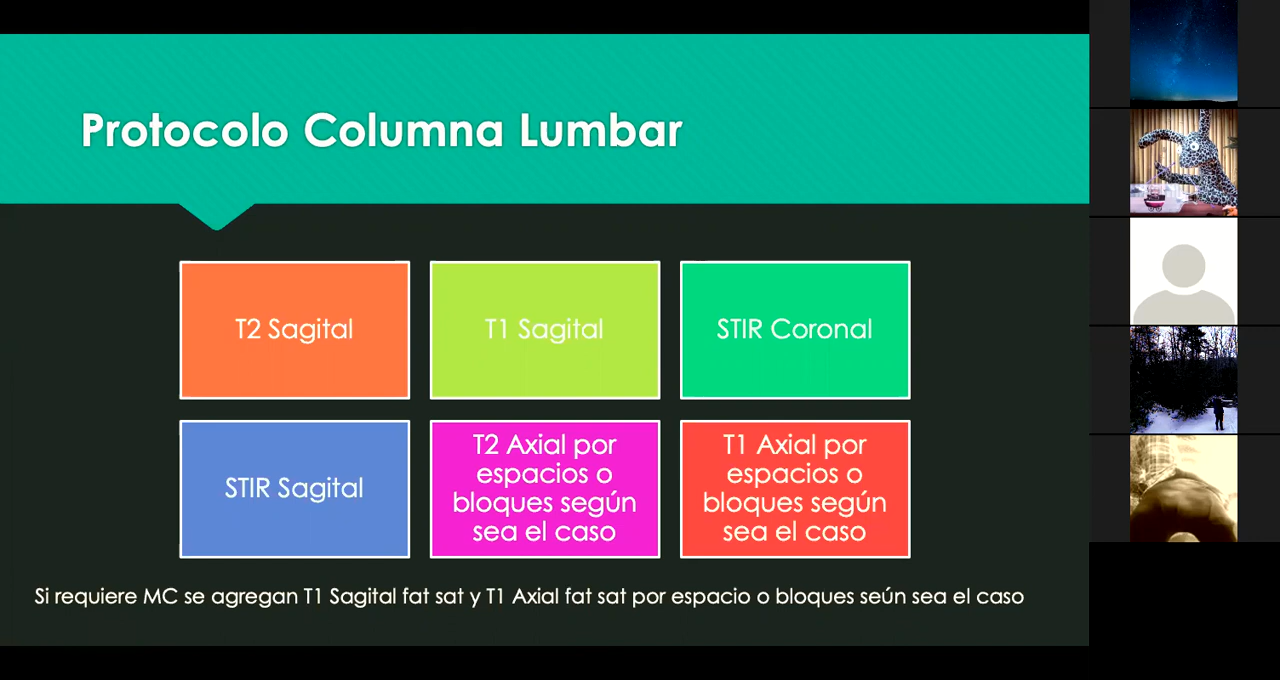 Protocolo Columna Lumbar
T2 Sagital
T1 Sagital
STIR Coronal
STIR Sagital
T2 Axial por
espacios o
bloques según
sea el caso
T1 Axial por
espacios o
bloques según
sea el caso
Si requiere MC se agregan T1 Sagital fat sat y T1 Axial fat sat por espacio o bloques seún sea el caso